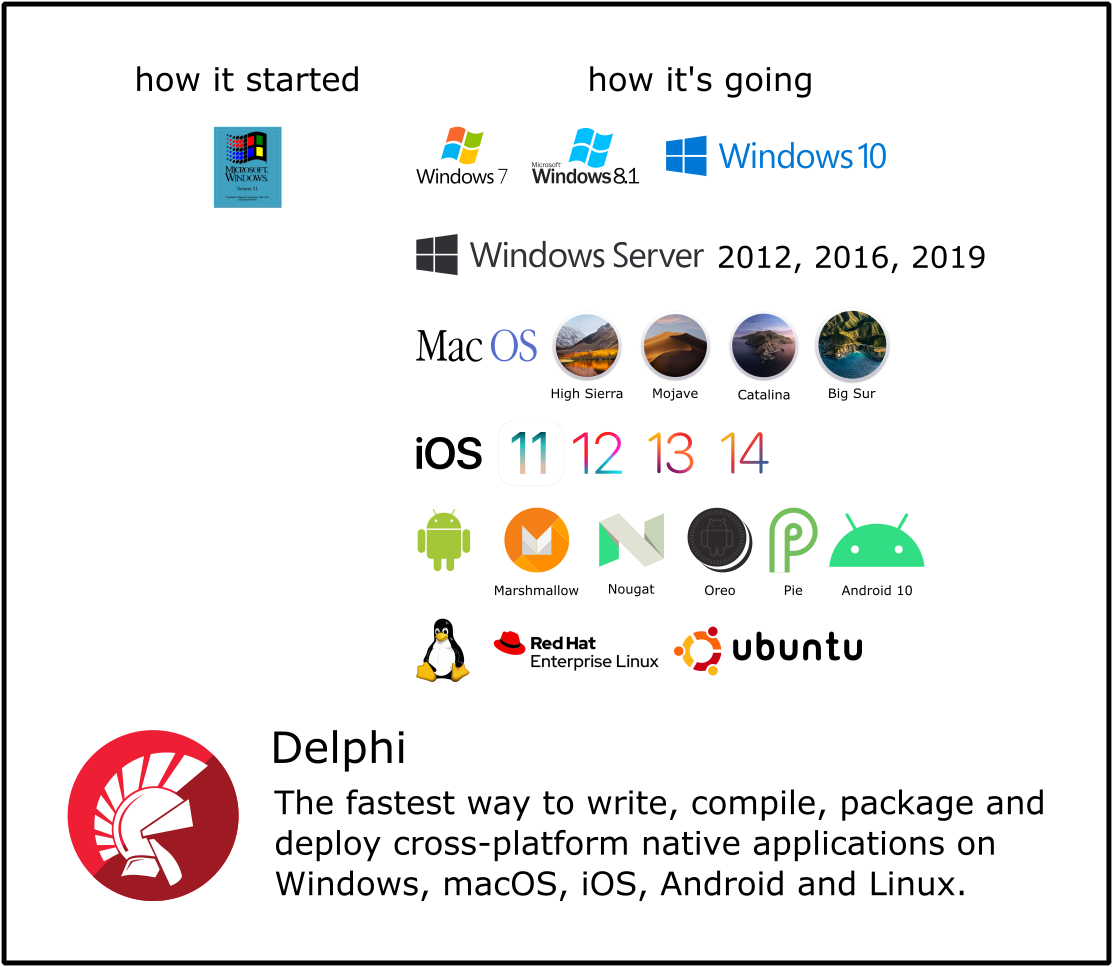 how it started
how it's going
MICROSOFT.
WINDOWS.
Version 3.1
Windows 7
Microsoft
Windows 8.1
Windows 10
Windows Server 2012, 2016, 2019
Mac OS
High Sierra
Mojave
Catalina
Big Sur
iOS 11 12 13 14
Marshmallow
Nougat
Oreo
Pie
Android 10
Red Hat
Enterprise Linux
ubuntu
Delphi
The fastest way to write, compile, package and
deploy cross-platform native applications on
Windows, macOS, iOS, Android and Linux.